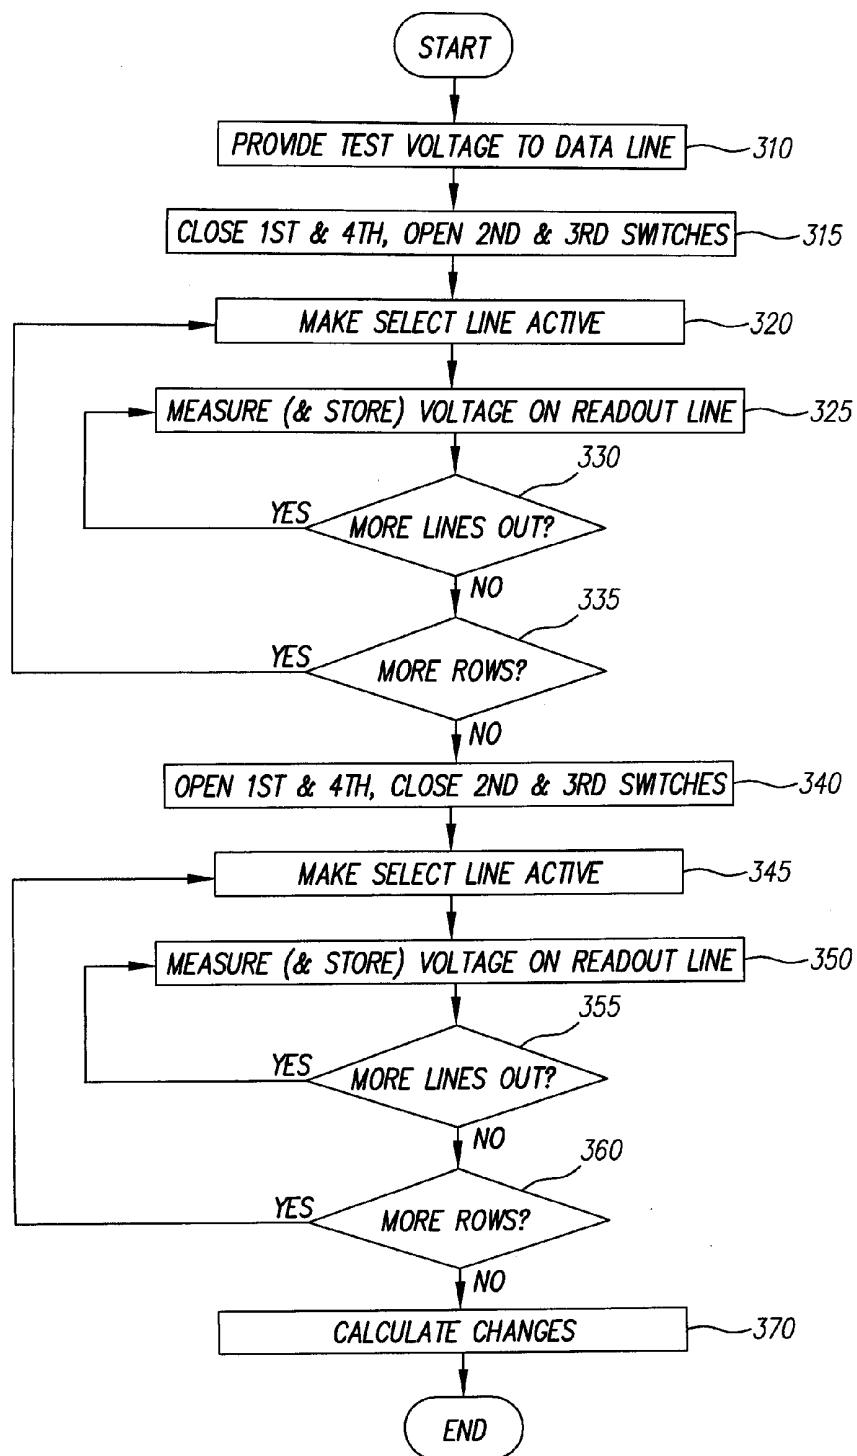 START
PROVIDE TEST VOLTAGE TO DATA LINE 310
CLOSE 1ST & 4TH, OPEN 2ND & 3RD SWITCHES 315
MAKE SELECT LINE ACTIVE 320
MEASURE (& STORE) VOLTAGE ON READOUT LINE 325
330
YES MORE LINES OUT?
NO
335
YES MORE ROWS?
NO
OPEN 1ST & 4TH, CLOSE 2ND & 3RD SWITCHES 340
MAKE SELECT LINE ACTIVE 345
MEASURE (& STORE) VOLTAGE ON READOUT LINE 350
355
YES MORE LINES OUT?
NO
360
YES MORE ROWS?
NO
CALCULATE CHANGES 370
END